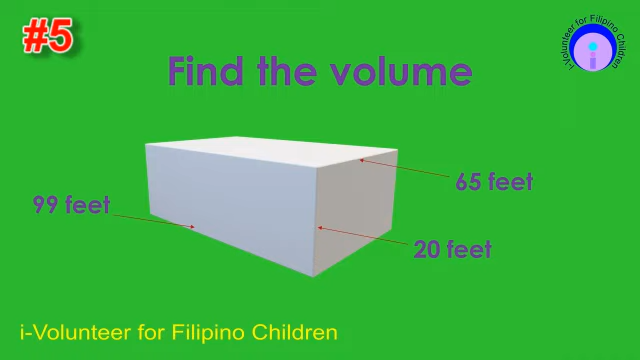 #5
i-Volunteer for Filipino Children
Find the volume
65 feet
99 feet
20 feet
i-Volunteer for Filipino Children